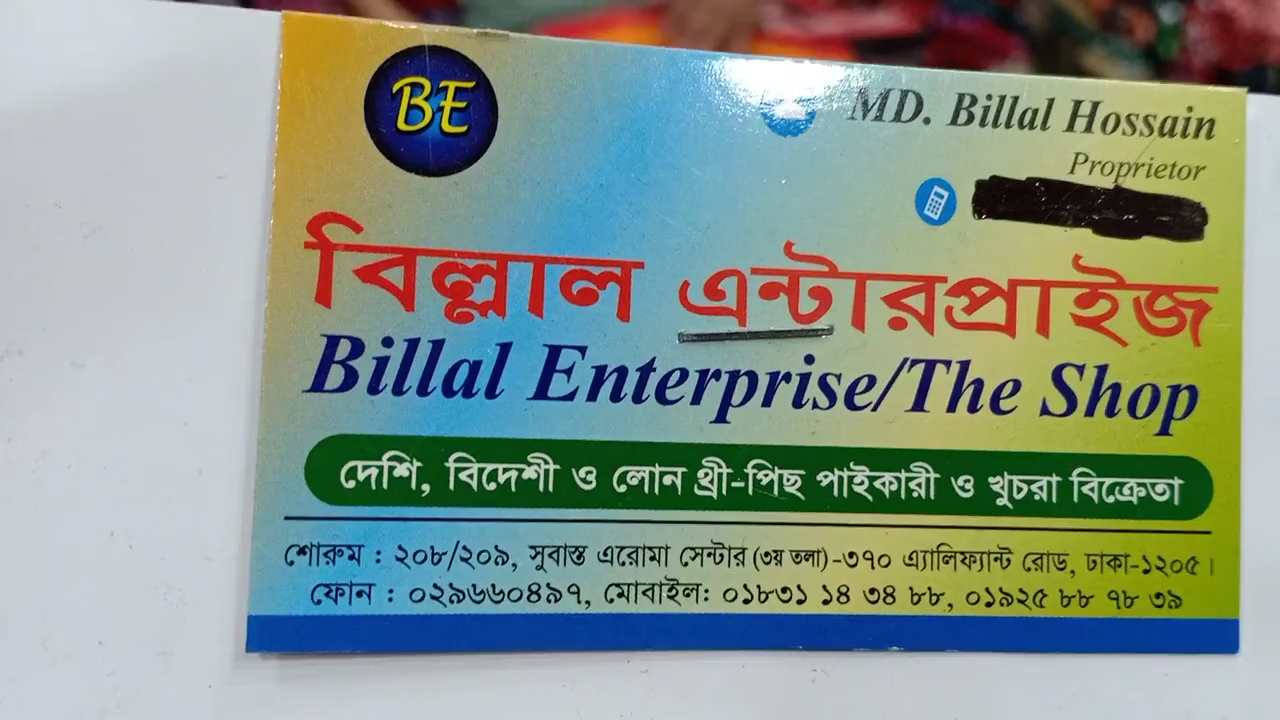 BE
MD. Billal Hossain
Proprietor
বিল্লাল এন্টারপ্রাইজ
Billal Enterprise/The Shop
দেশি, বিদেশী ও লোন থ্রী-পিছ পাইকারী ও খুচরা বিক্রেতা
শোরুম : ২০৮/২০৯, সুবাস্ত এরোমা সেন্টার (৩য় তলা)-৩৭০ এ্যালিফ্যান্ট রোড, ঢাকা-১২০৫।
ফোন : ০২৯৬৬০৪৯৭, মোবাইল: ০১৮৩১ ১৪ ৩৪ ৮৮, ০১৯২৫ ৮৮ ৭৮ ৩৯